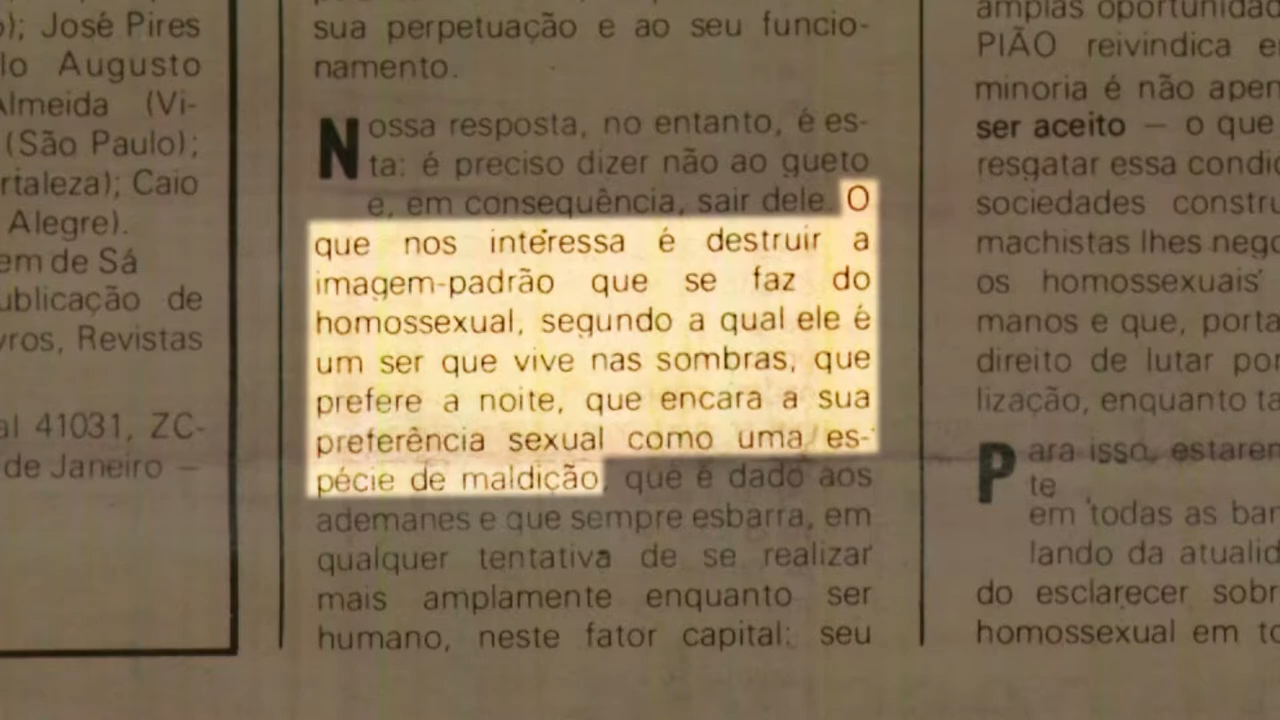 ); José Pires
lo Augusto
Almeida (Vi-
(São Paulo);
rtaleza); Caio
Alegre).
em de Sá
ublicação de
vros, Revistas
al 41031, ZC-
de Janeiro —
sua perpetuação e ao seu funcio-
namento.
Nossa resposta, no entanto, é es-
ta: é preciso dizer não ao gueto
e, em consequência, sair dele. O
que nos interessa é destruir a
imagem-padrão que se faz do
homossexual, segundo a qual ele é
um ser que vive nas sombras, que
prefere a noite, que encara a sua
preferência sexual como uma es-
pécie de maldição, que é dado aos
ademanes e que sempre esbarra, em
qualquer tentativa de se realizar
mais amplamente enquanto ser
humano, neste fator capital: seu
amplas oportunidad
PIÃO reivindica e
minoria é não apen
ser aceito — o que
resgatar essa condiç
sociedades constru
machistas lhes nego
os homossexuais
manos e que, porta
direito de lutar por
lização, enquanto ta
Para isso, estarem
te
em todas as ban
lando da atualid
do esclarecer sobr
homossexual em to